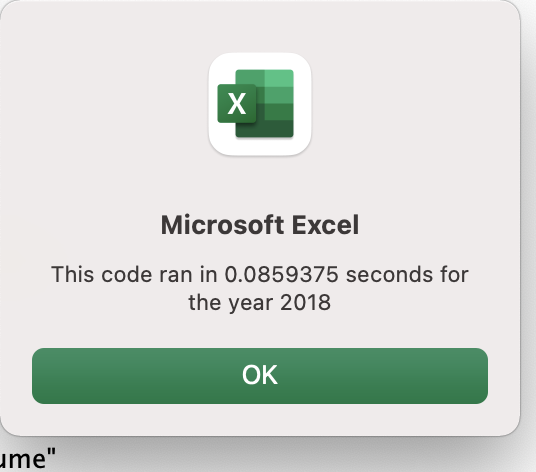 X
Microsoft Excel
This code ran in 0.0859375 seconds for
the year 2018
OK
ume"